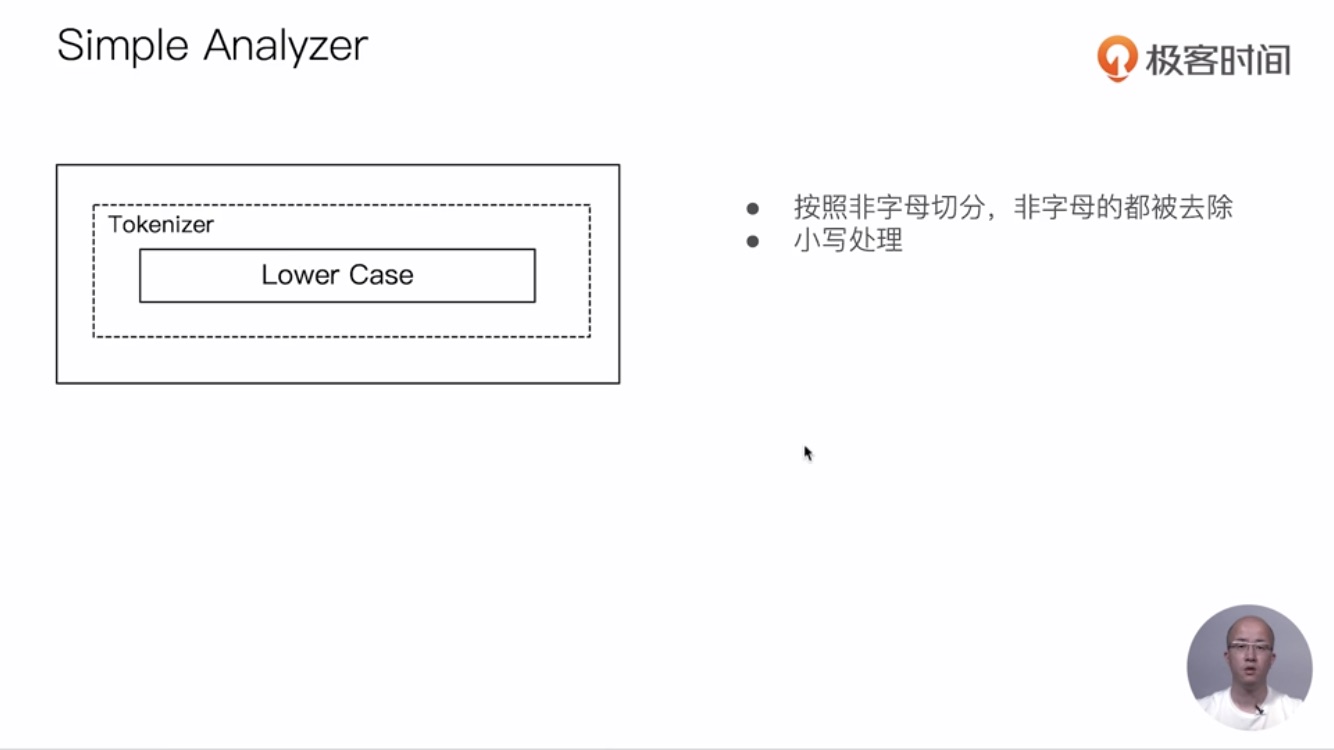 Simple Analyzer
极客时间
Tokenizer
Lower Case
● 按照非字母切分，非字母的都被去除
● 小写处理